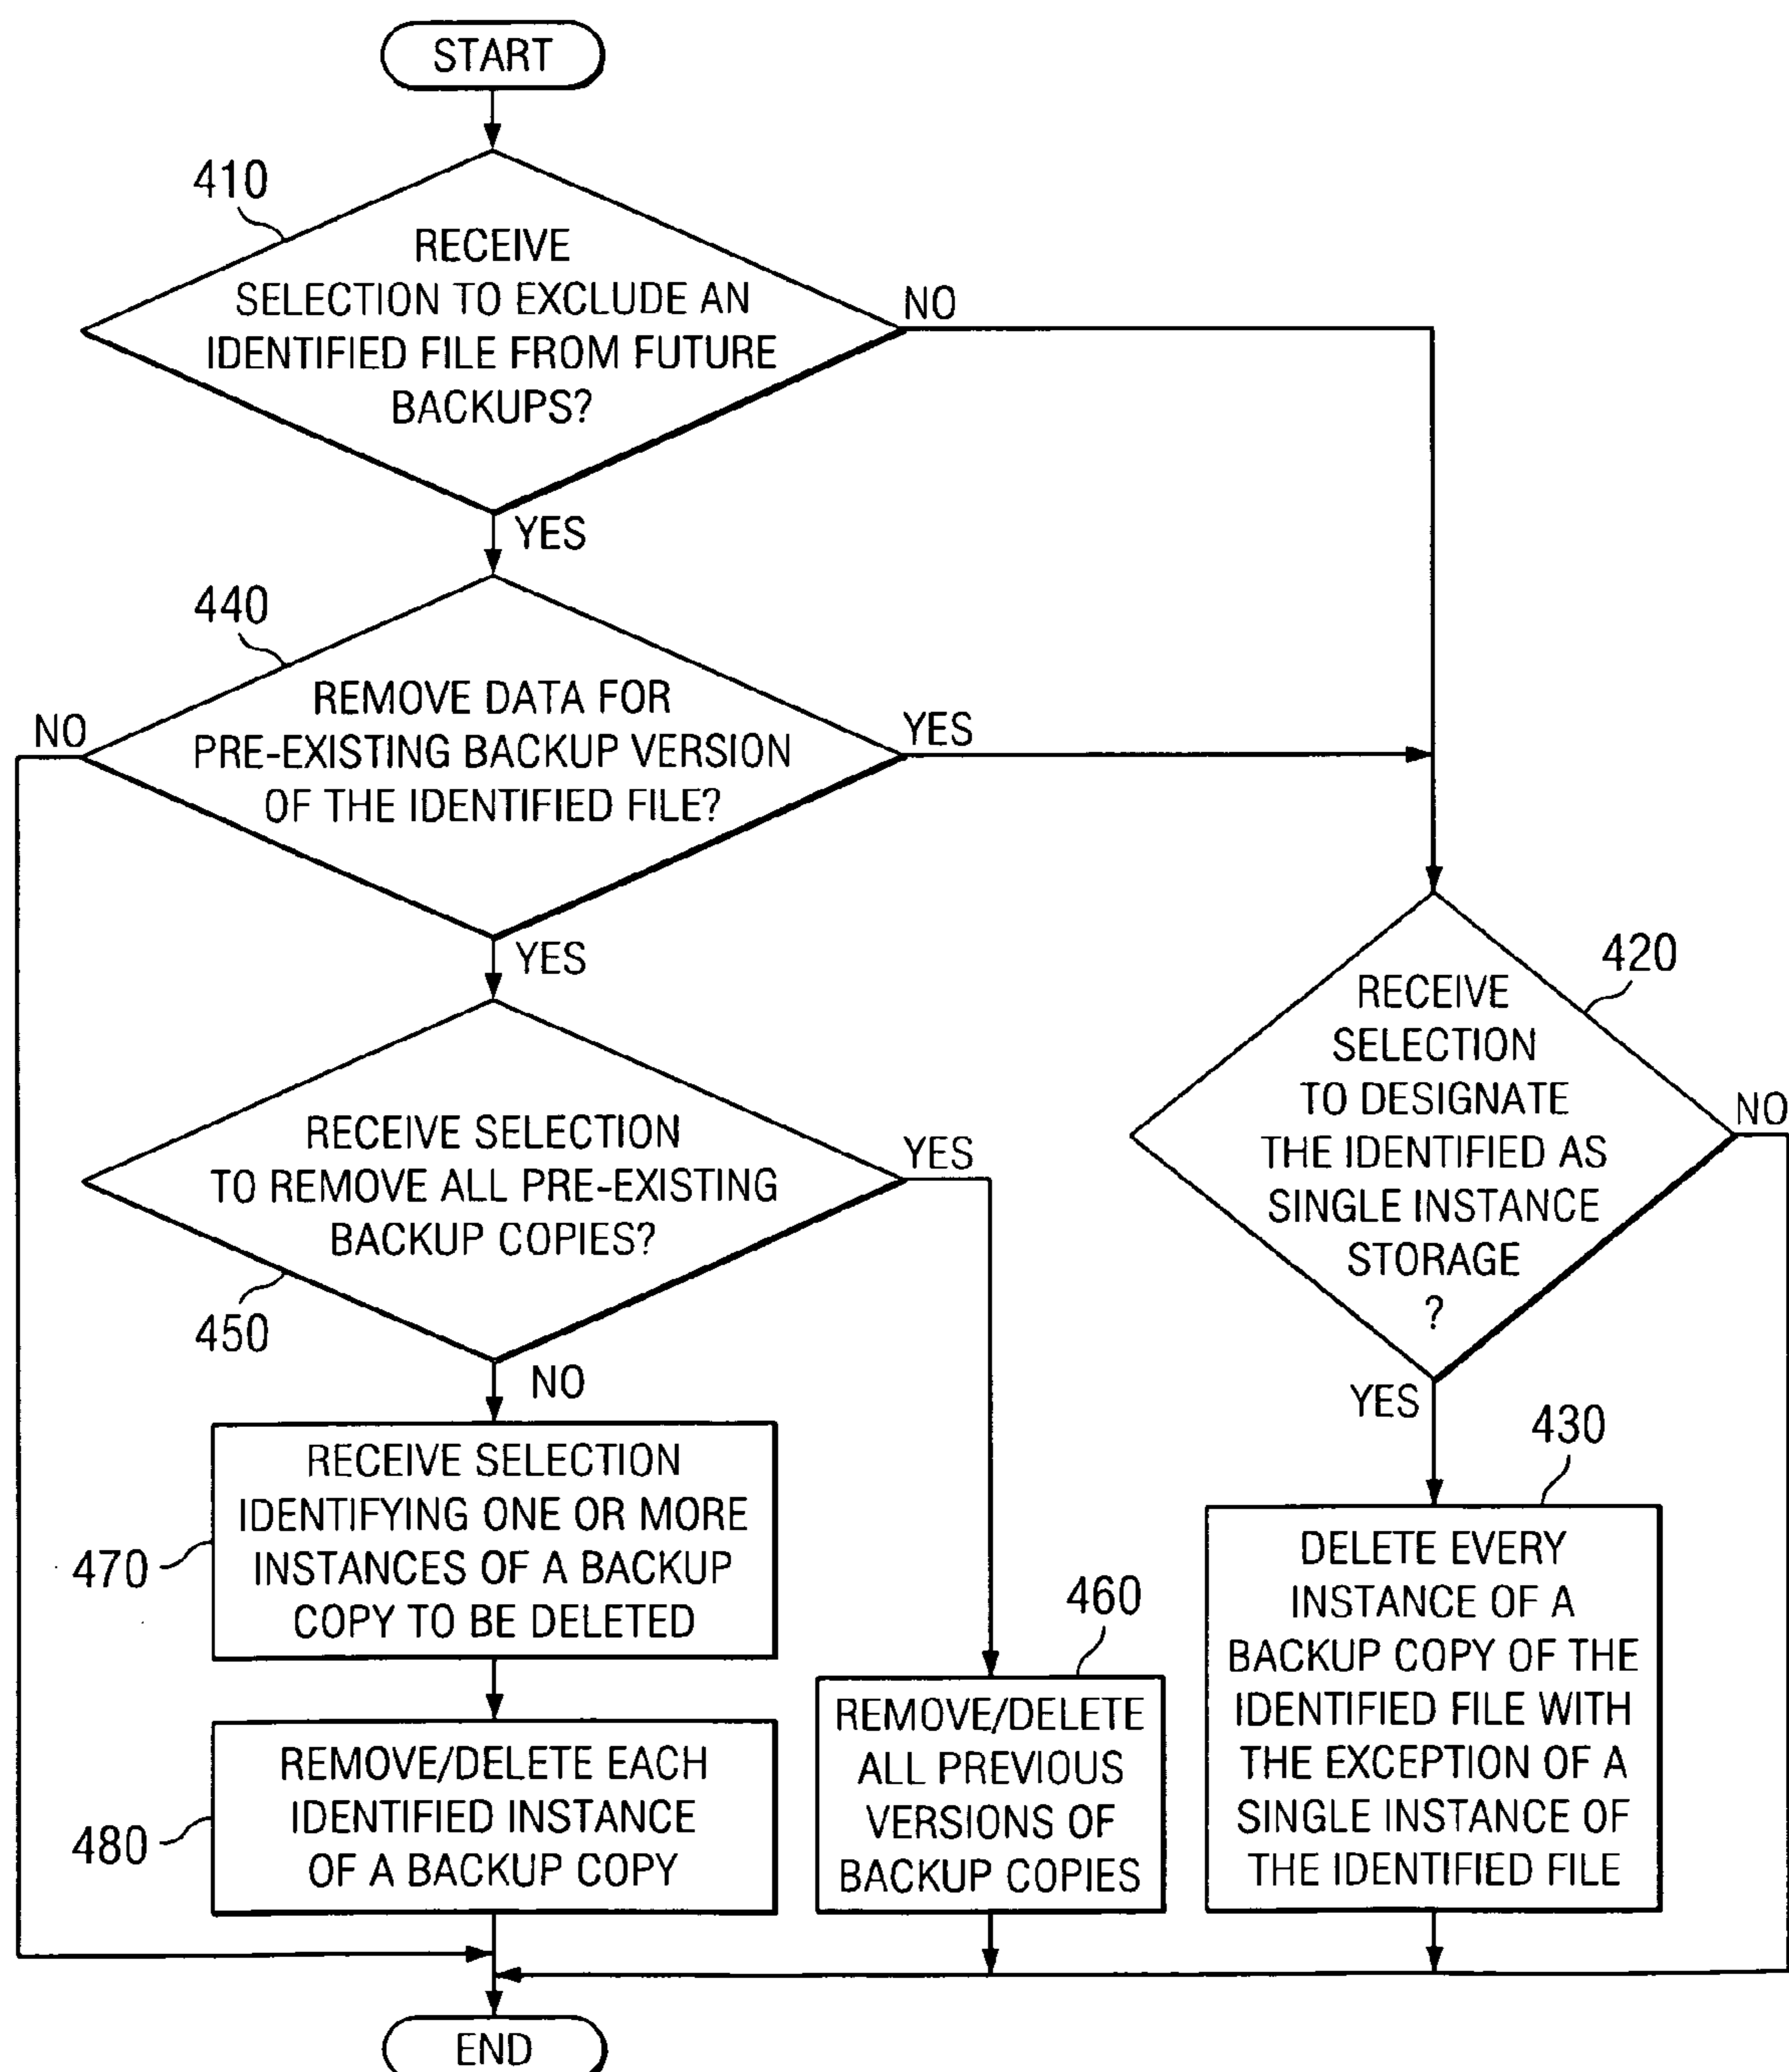 START
410
RECEIVE
SELECTION TO EXCLUDE AN
IDENTIFIED FILE FROM FUTURE
BACKUPS?
NO
YES
440
REMOVE DATA FOR
PRE-EXISTING BACKUP VERSION
OF THE IDENTIFIED FILE?
NO
YES
YES
420
RECEIVE
SELECTION
TO DESIGNATE
THE IDENTIFIED AS
SINGLE INSTANCE
STORAGE
?
NO
YES
RECEIVE SELECTION
TO REMOVE ALL PRE-EXISTING
BACKUP COPIES?
YES
450
NO
470
RECEIVE SELECTION
IDENTIFYING ONE OR MORE
INSTANCES OF A BACKUP
COPY TO BE DELETED
480
REMOVE/DELETE EACH
IDENTIFIED INSTANCE
OF A BACKUP COPY
460
REMOVE/DELETE
ALL PREVIOUS
VERSIONS OF
BACKUP COPIES
430
DELETE EVERY
INSTANCE OF A
BACKUP COPY OF THE
IDENTIFIED FILE WITH
THE EXCEPTION OF A
SINGLE INSTANCE OF
THE IDENTIFIED FILE
END